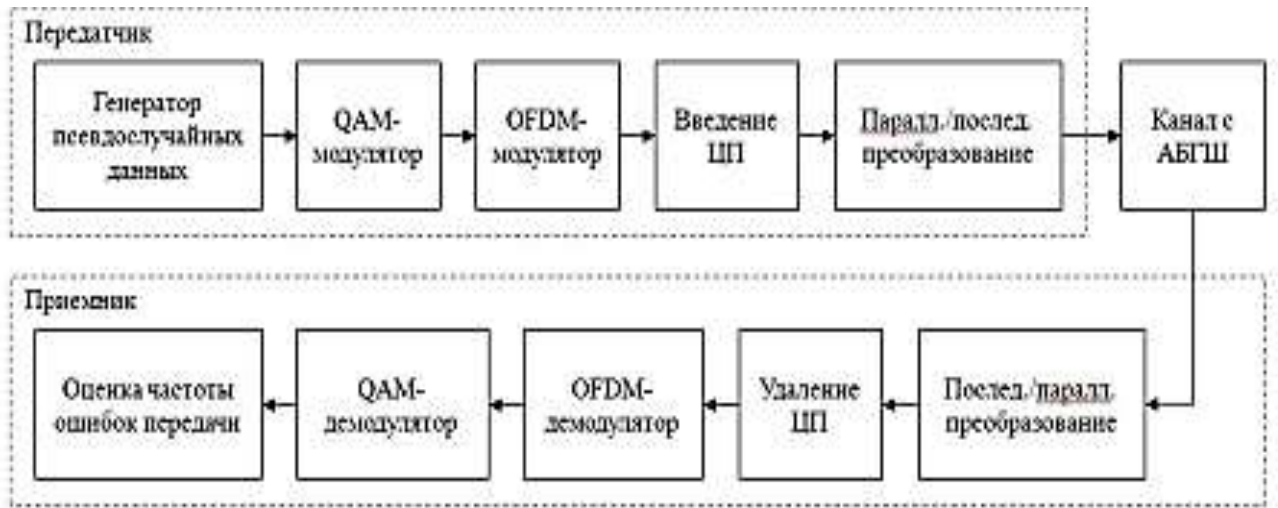 Передатчик
Генератор
псевдослучайных
данных
QAM-
модулятор
OFDM-
модулятор
Введение
ЦП
Паралл./послед.
преобразование
Канал с
АБГШ
Приемник
Оценка частоты
ошибок передачи
QAM-
демодулятор
OFDM-
демодулятор
Удаление
ЦП
Послед./паралл.
преобразование